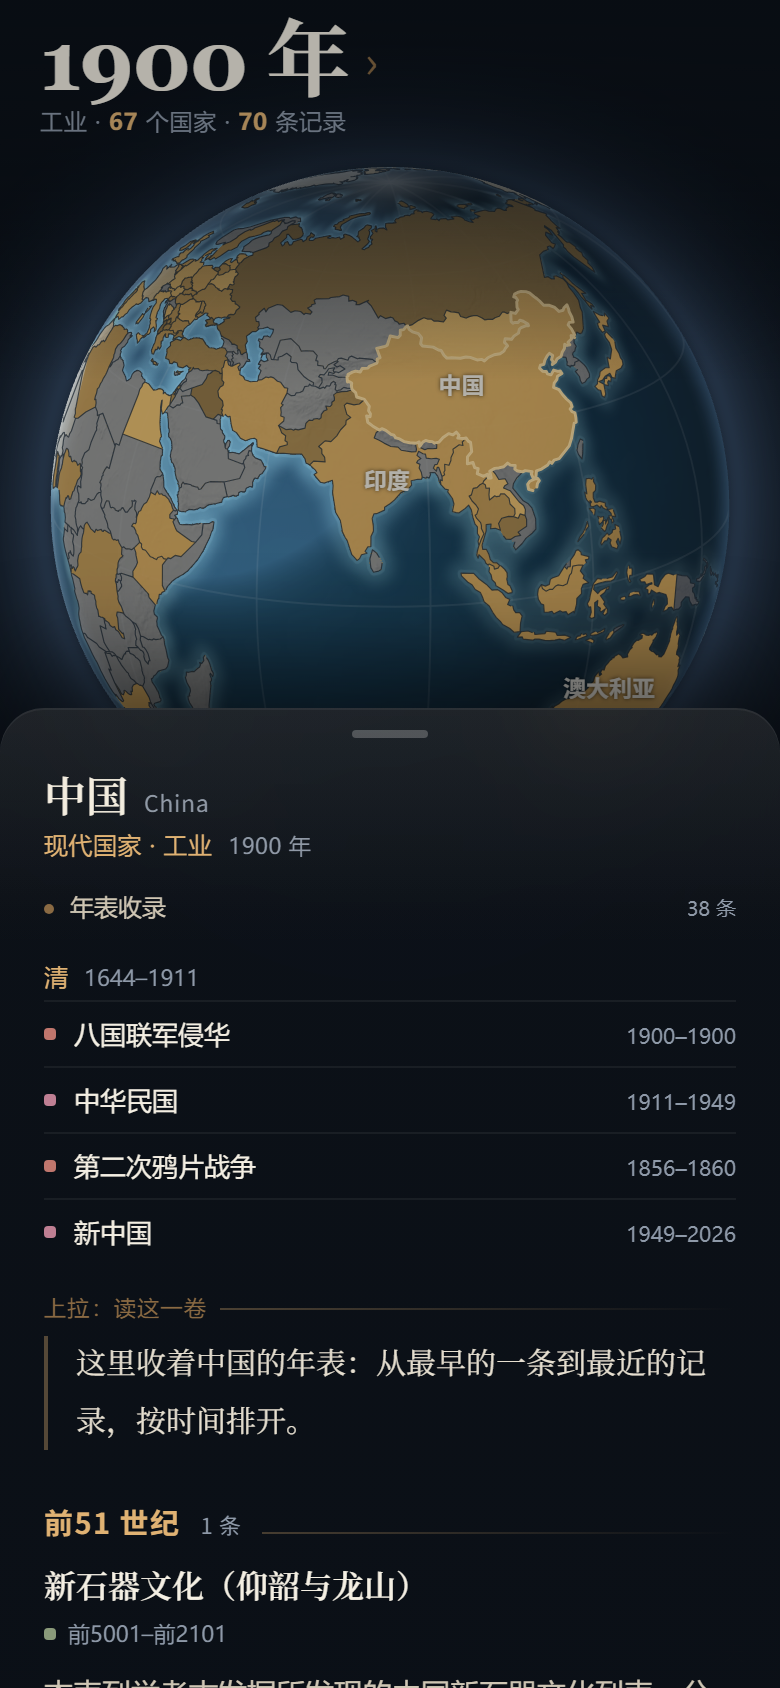 1900 年 ›
工业 · 67 个国家 · 70 条记录
中国
印度
澳大利亚
中国 China
现代国家 · 工业 1900 年
年表收录 38 条
清 1644–1911
八国联军侵华 1900–1900
中华民国 1911–1949
第二次鸦片战争 1856–1860
新中国 1949–2026
上拉：读这一卷
这里收着中国的年表：从最早的一条到最近的记
录，按时间排开。
前51 世纪 1 条
新石器文化（仰韶与龙山）
前5001–前2101